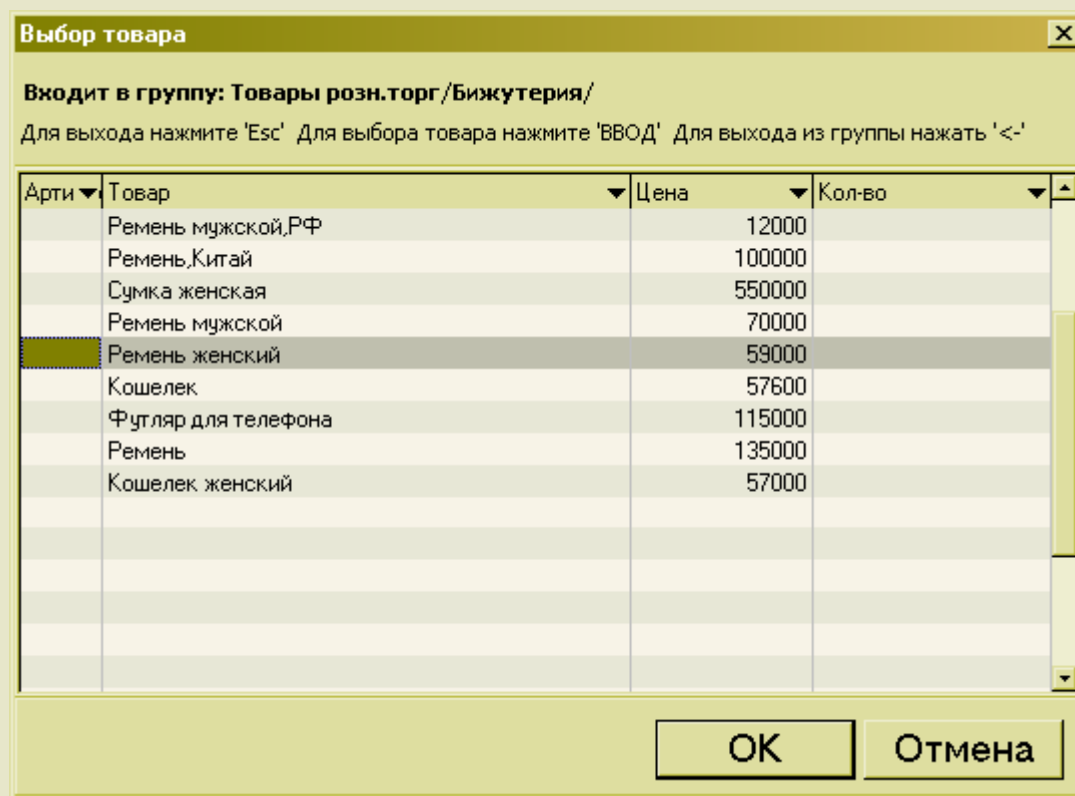 Выбор товара
Входит в группу: Товары розн.торг/Бижутерия/
Для выхода нажмите 'Esc' Для выбора товара нажмите 'ВВОД' Для выхода из группы нажать '<-'
Арти Товар Цена Кол-во
Ремень мужской,РФ 12000
Ремень,Китай 100000
Сумка женская 550000
Ремень мужской 70000
Ремень женский 59000
Кошелек 57600
Футляр для телефона 115000
Ремень 135000
Кошелек женский 57000
OK Отмена